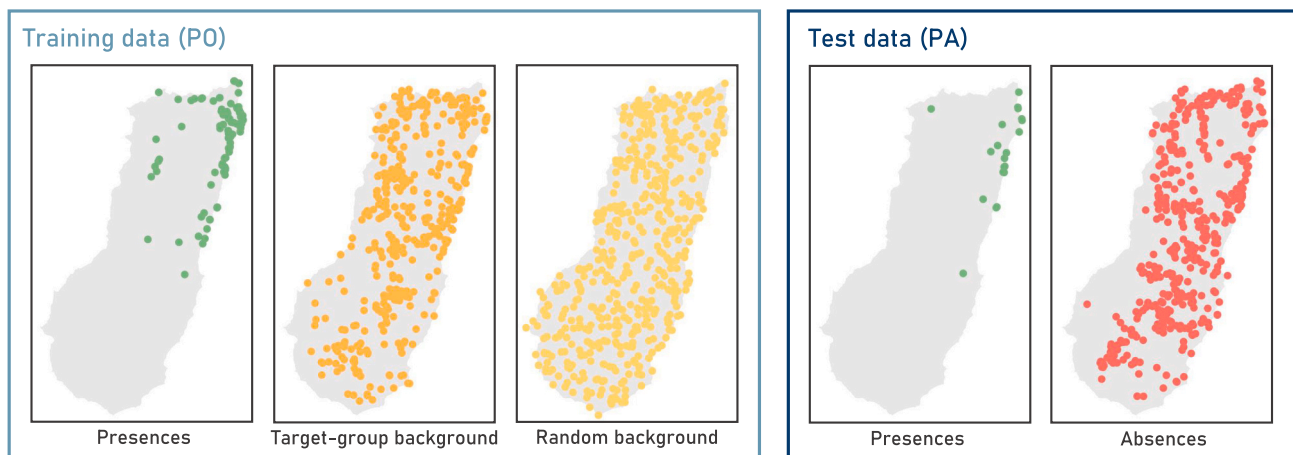 Training data (PO)
Presences
Target-group background
Random background
Test data (PA)
Presences
Absences